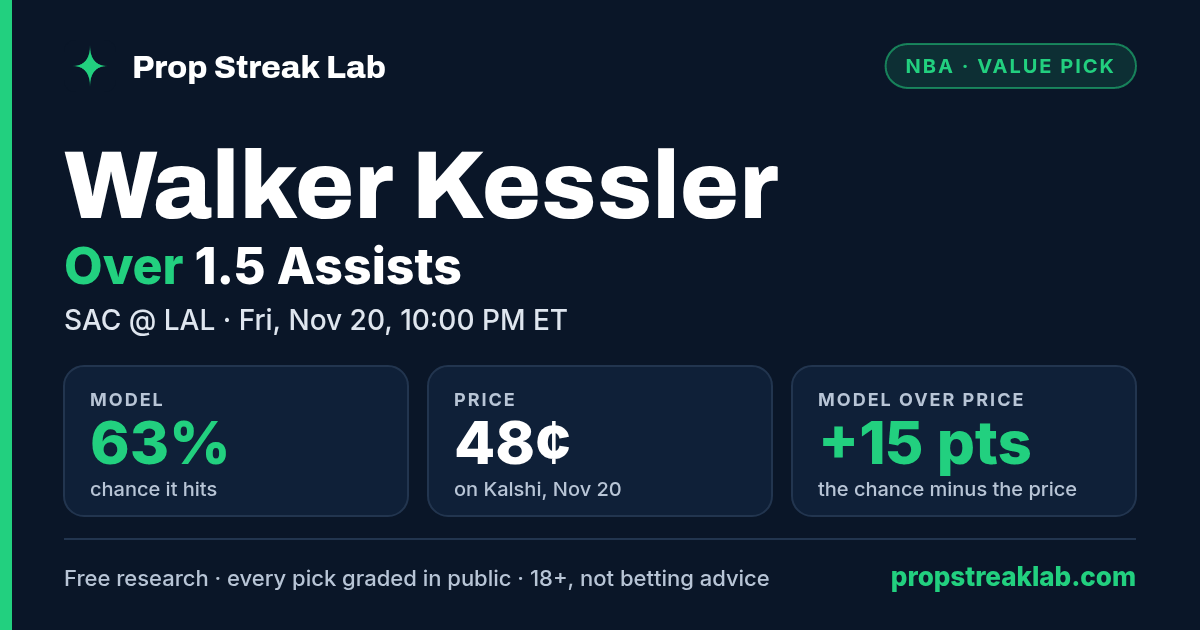 Prop Streak Lab
NBA · VALUE PICK
Walker Kessler
Over 1.5 Assists
SAC @ LAL · Fri, Nov 20, 10:00 PM ET
MODEL
63%
chance it hits
PRICE
48¢
on Kalshi, Nov 20
MODEL OVER PRICE
+15 pts
the chance minus the price
Free research · every pick graded in public · 18+, not betting advice
propstreaklab.com